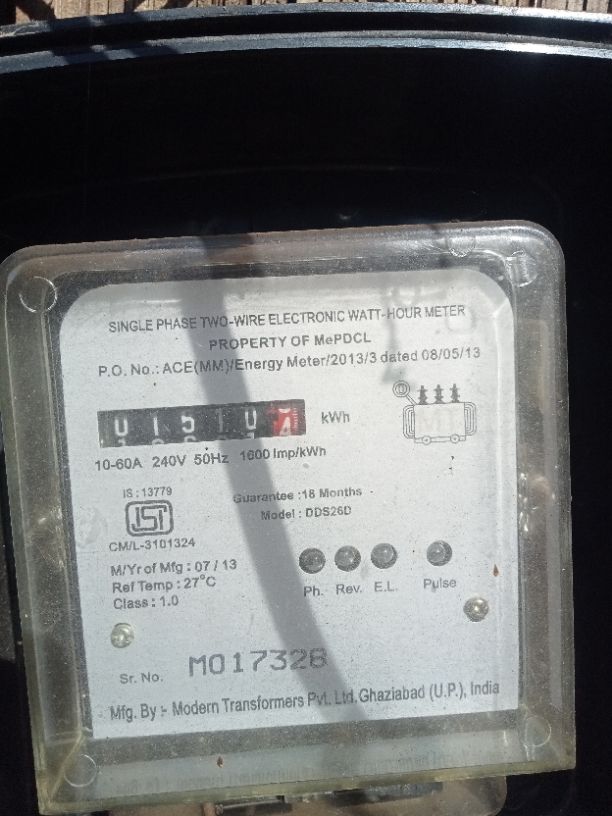 SINGLE PHASE TWO-WIRE ELECTRONIC WATT-HOUR METER
PROPERTY OF MePDCL
P.O. No.: ACE(MM)/Energy Meter/2013/3 dated 08/05/13
kWh
10-60A 240V 50Hz 1600 Imp/kWh
IS : 13779
Guarantee :18 Months
Model : DDS26D
ISI
CM/L-3101324
M/Yr of Mfg : 07 / 13
Ref Temp : 27°C
Class : 1.0
Ph. Rev. E.L. Pulse
Sr. No. M017328
Mfg. By :- Modern Transformers Pvt. Ltd. Ghaziabad (U.P.), India